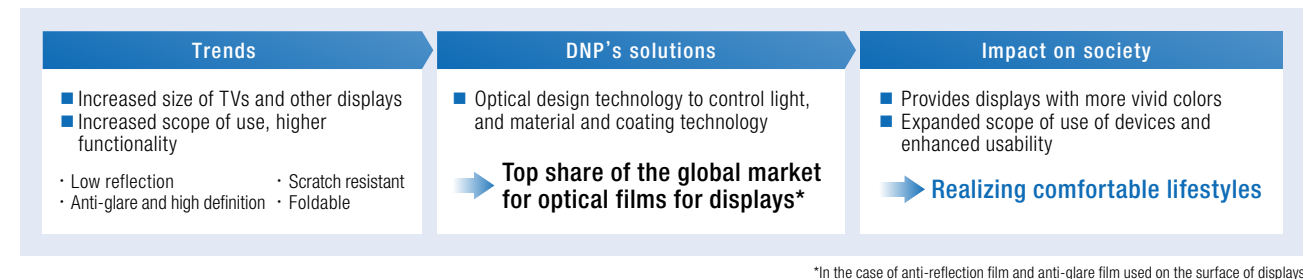 Trends
■ Increased size of TVs and other displays
■ Increased scope of use, higher
functionality
・Low reflection ・Scratch resistant
・Anti-glare and high definition ・Foldable
DNP's solutions
■ Optical design technology to control light,
and material and coating technology
Top share of the global market
for optical films for displays*
Impact on society
■ Provides displays with more vivid colors
■ Expanded scope of use of devices and
enhanced usability
Realizing comfortable lifestyles
*In the case of anti-reflection film and anti-glare film used on the surface of displays